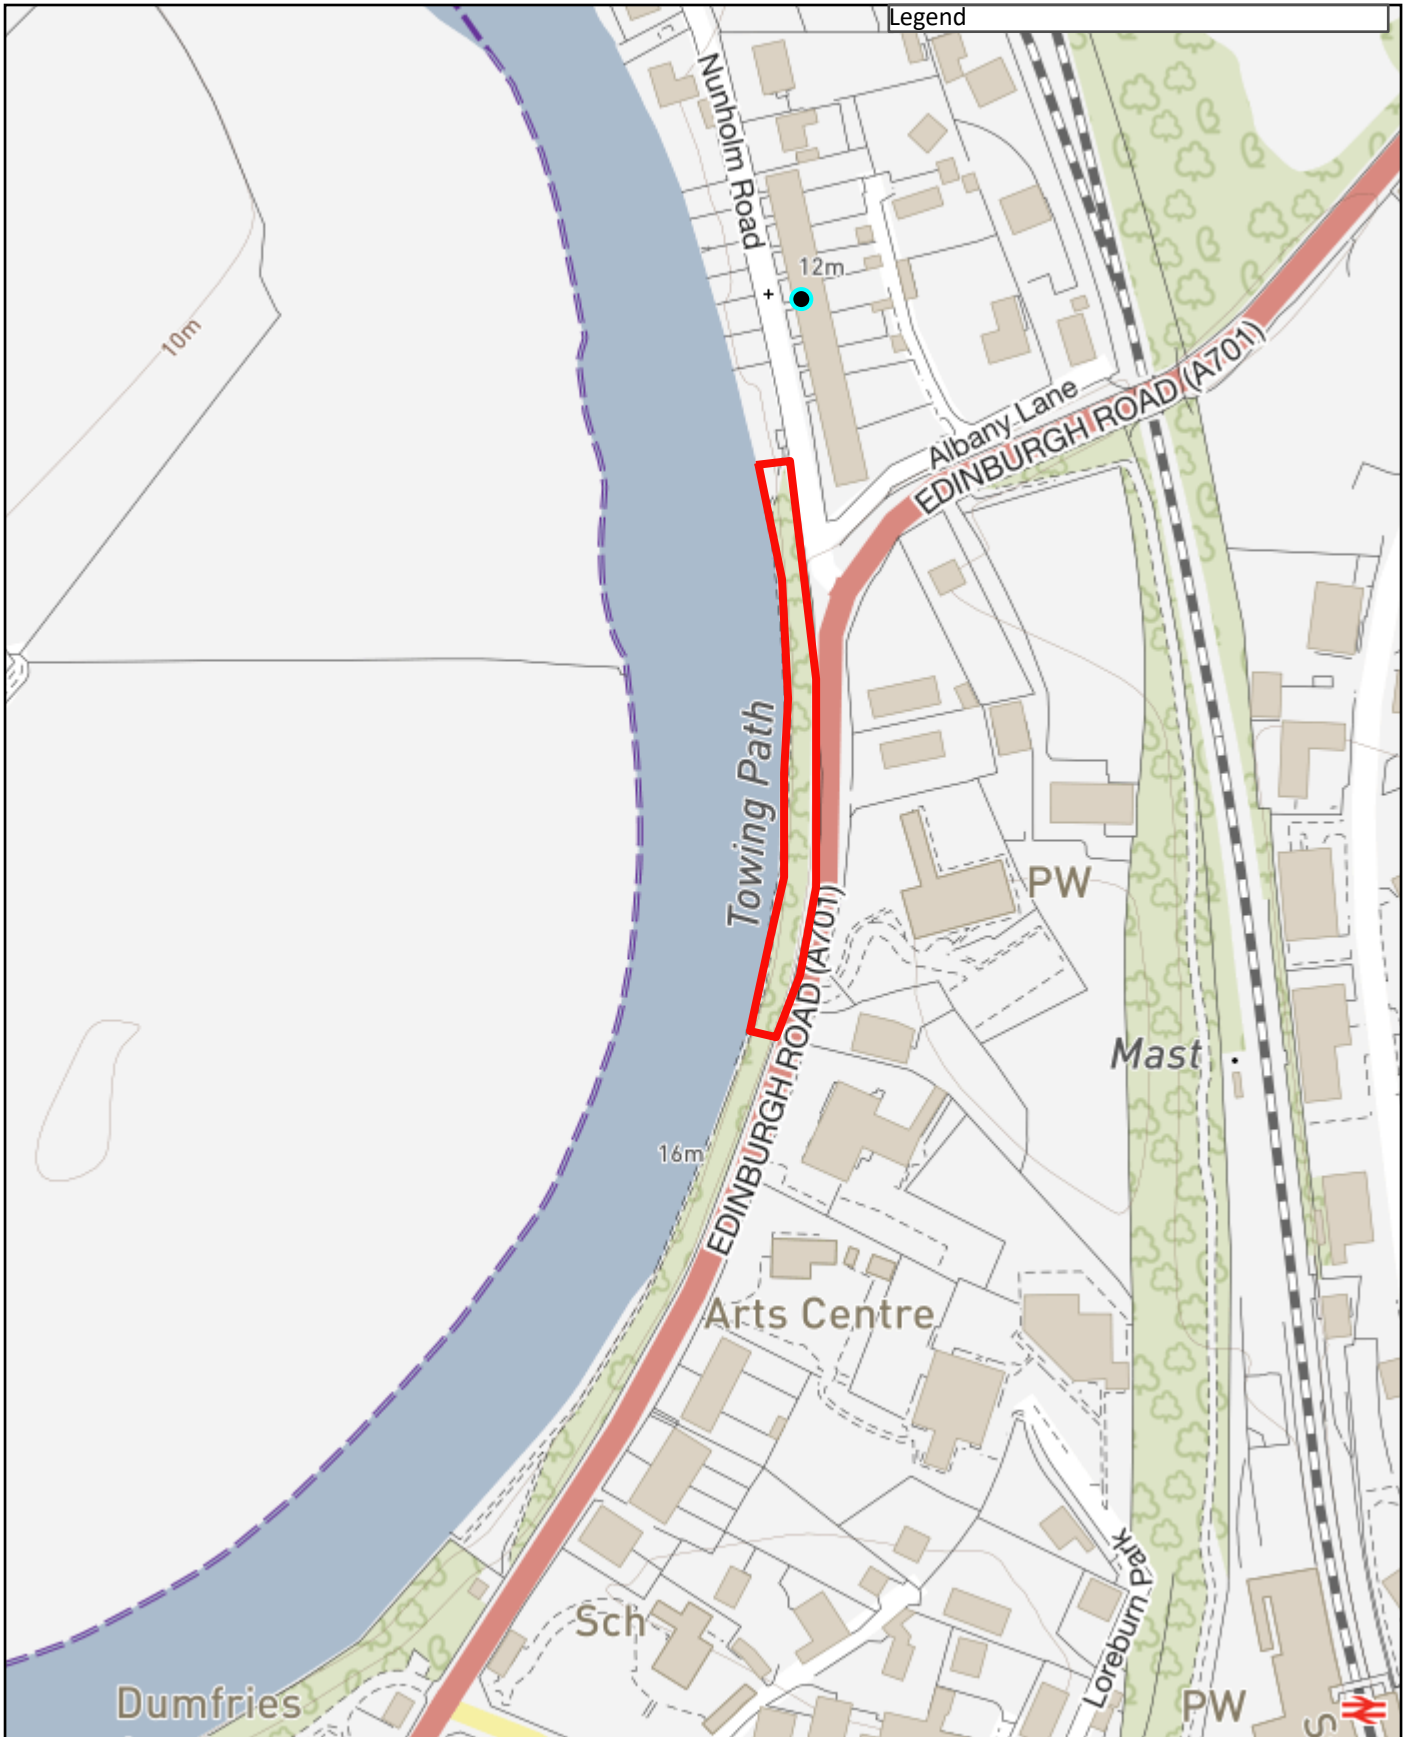 Legend
Nunholm Road
12m
10m
Albany Lane
EDINBURGH ROAD (A701)
Towing Path
PW
EDINBURGH ROAD (A701)
Mast
16m
Arts Centre
Loreburn Park
Sch
Dumfries
PW
S